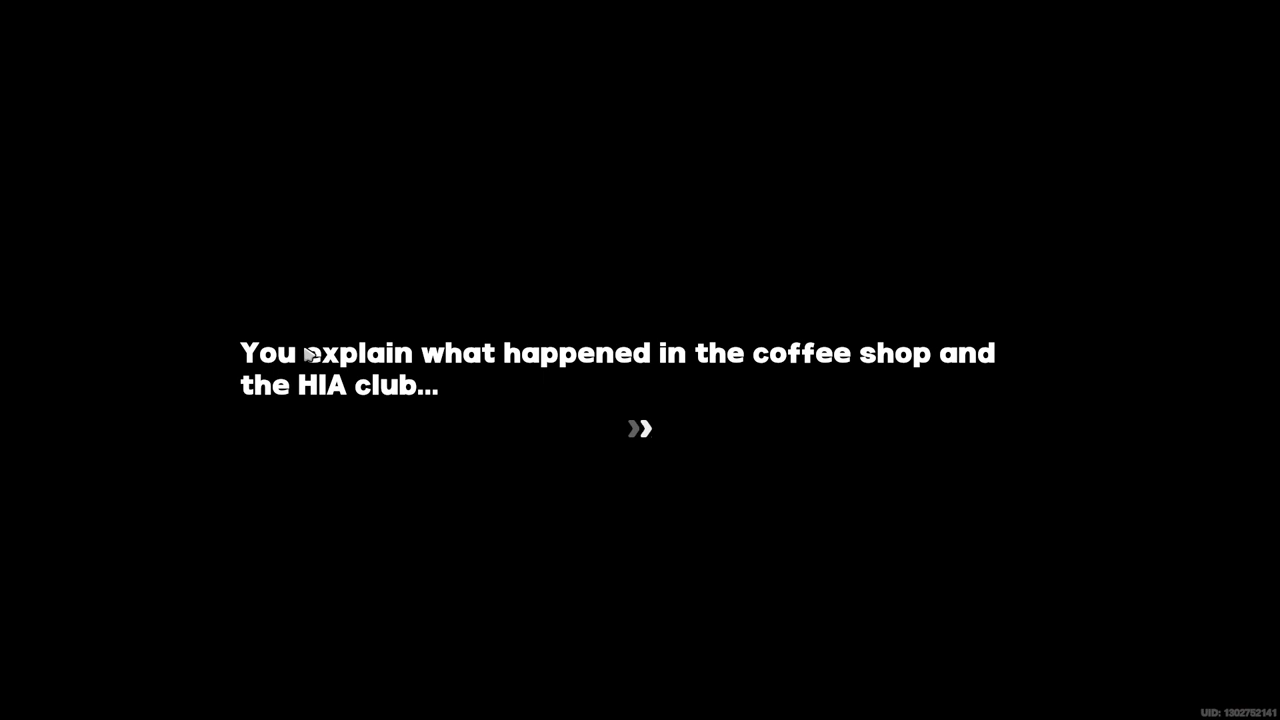 You explain what happened in the coffee shop and
the HIA club...
UID: 1302752141